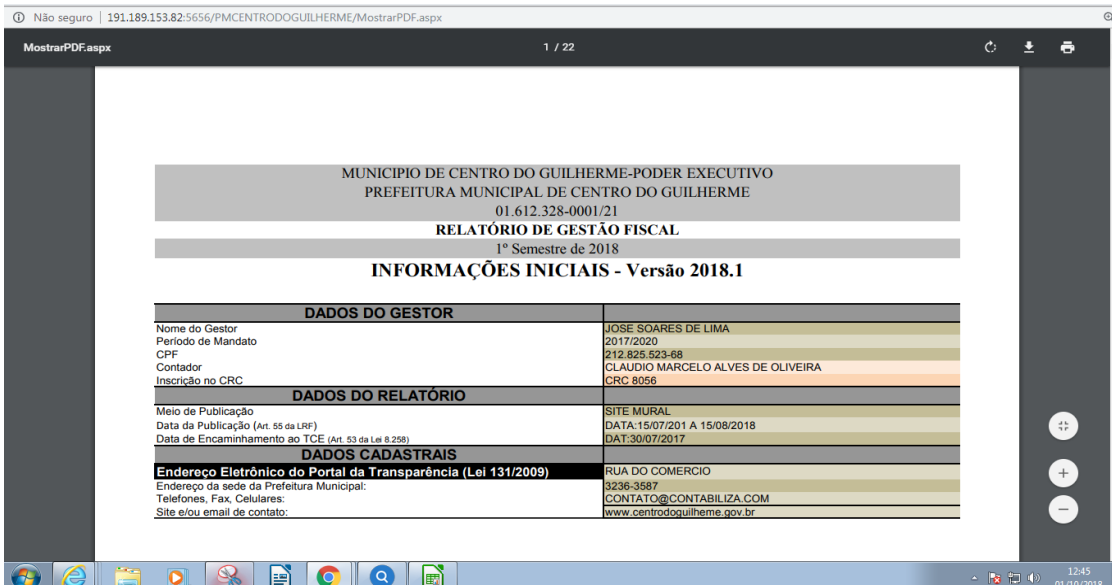 Não seguro | 191.189.153.82:5656/PMCENTRODOGUILHERME/MostrarPDF.aspx
MostrarPDF.aspx 1 / 22
MUNICIPIO DE CENTRO DO GUILHERME-PODER EXECUTIVO
PREFEITURA MUNICIPAL DE CENTRO DO GUILHERME
01.612.328-0001/21
RELATÓRIO DE GESTÃO FISCAL
1º Semestre de 2018
INFORMAÇÕES INICIAIS - Versão 2018.1
DADOS DO GESTOR
Nome do Gestor JOSE SOARES DE LIMA
Período de Mandato 2017/2020
CPF 212.825.523-68
Contador CLAUDIO MARCELO ALVES DE OLIVEIRA
Inscrição no CRC CRC 8056
DADOS DO RELATÓRIO
Meio de Publicação SITE MURAL
Data da Publicação (Art. 55 da LRF) DATA:15/07/201 A 15/08/2018
Data de Encaminhamento ao TCE (Art. 53 da Lei 8.258) DAT:30/07/2017
DADOS CADASTRAIS
Endereço Eletrônico do Portal da Transparência (Lei 131/2009) RUA DO COMERCIO
Endereço da sede da Prefeitura Municipal: 3236-3587
Telefones, Fax, Celulares: CONTATO@CONTABILIZA.COM
Site e/ou email de contato: www.centrodoguilheme.gov.br
12:45
01/10/2018